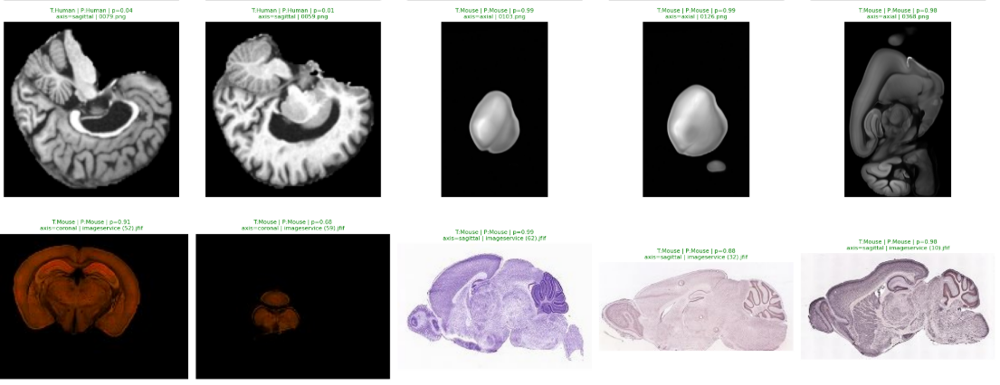 T:Human | P:Human | p=0.04
axis=sagittal | 0079.png
T:Human | P:Human | p=0.01
axis=sagittal | 0059.png
T:Mouse | P:Mouse | p=0.99
axis=axial | 0103.png
T:Mouse | P:Mouse | p=0.99
axis=axial | 0126.png
T:Mouse | P:Mouse | p=0.98
axis=axial | 0368.png
T:Mouse | P:Mouse | p=0.91
axis=coronal | imageservice (52).jfif
T:Mouse | P:Mouse | p=0.68
axis=coronal | imageservice (59).jfif
T:Mouse | P:Mouse | p=0.99
axis=sagittal | imageservice (62).jfif
T:Mouse | P:Mouse | p=0.88
axis=sagittal | imageservice (32).jfif
T:Mouse | P:Mouse | p=0.98
axis=sagittal | imageservice (10).jfif